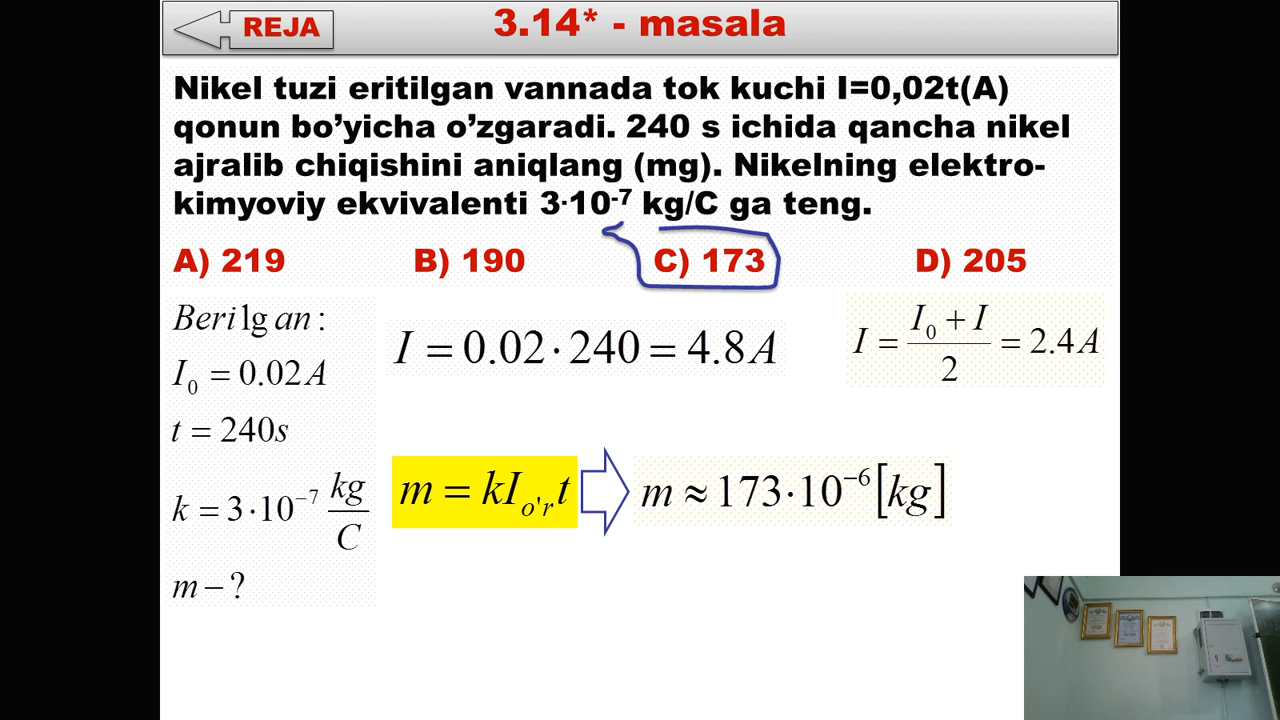 REJA
3.14* - masala
Nikel tuzi eritilgan vannada tok kuchi I=0,02t(A)
qonun bo’yicha o’zgaradi. 240 s ichida qancha nikel
ajralib chiqishini aniqlang (mg). Nikelning elektro-
kimyoviy ekvivalenti 3·10⁻⁷ kg/C ga teng.
A) 219 B) 190 C) 173 D) 205
Berilgan:
I₀ = 0.02A
t = 240s
k = 3·10⁻⁷ kg/C
m – ?
I = 0.02·240 = 4.8A
I = (I₀ + I)/2 = 2.4A
m = kIo'r t
m ≈ 173·10⁻⁶[kg]